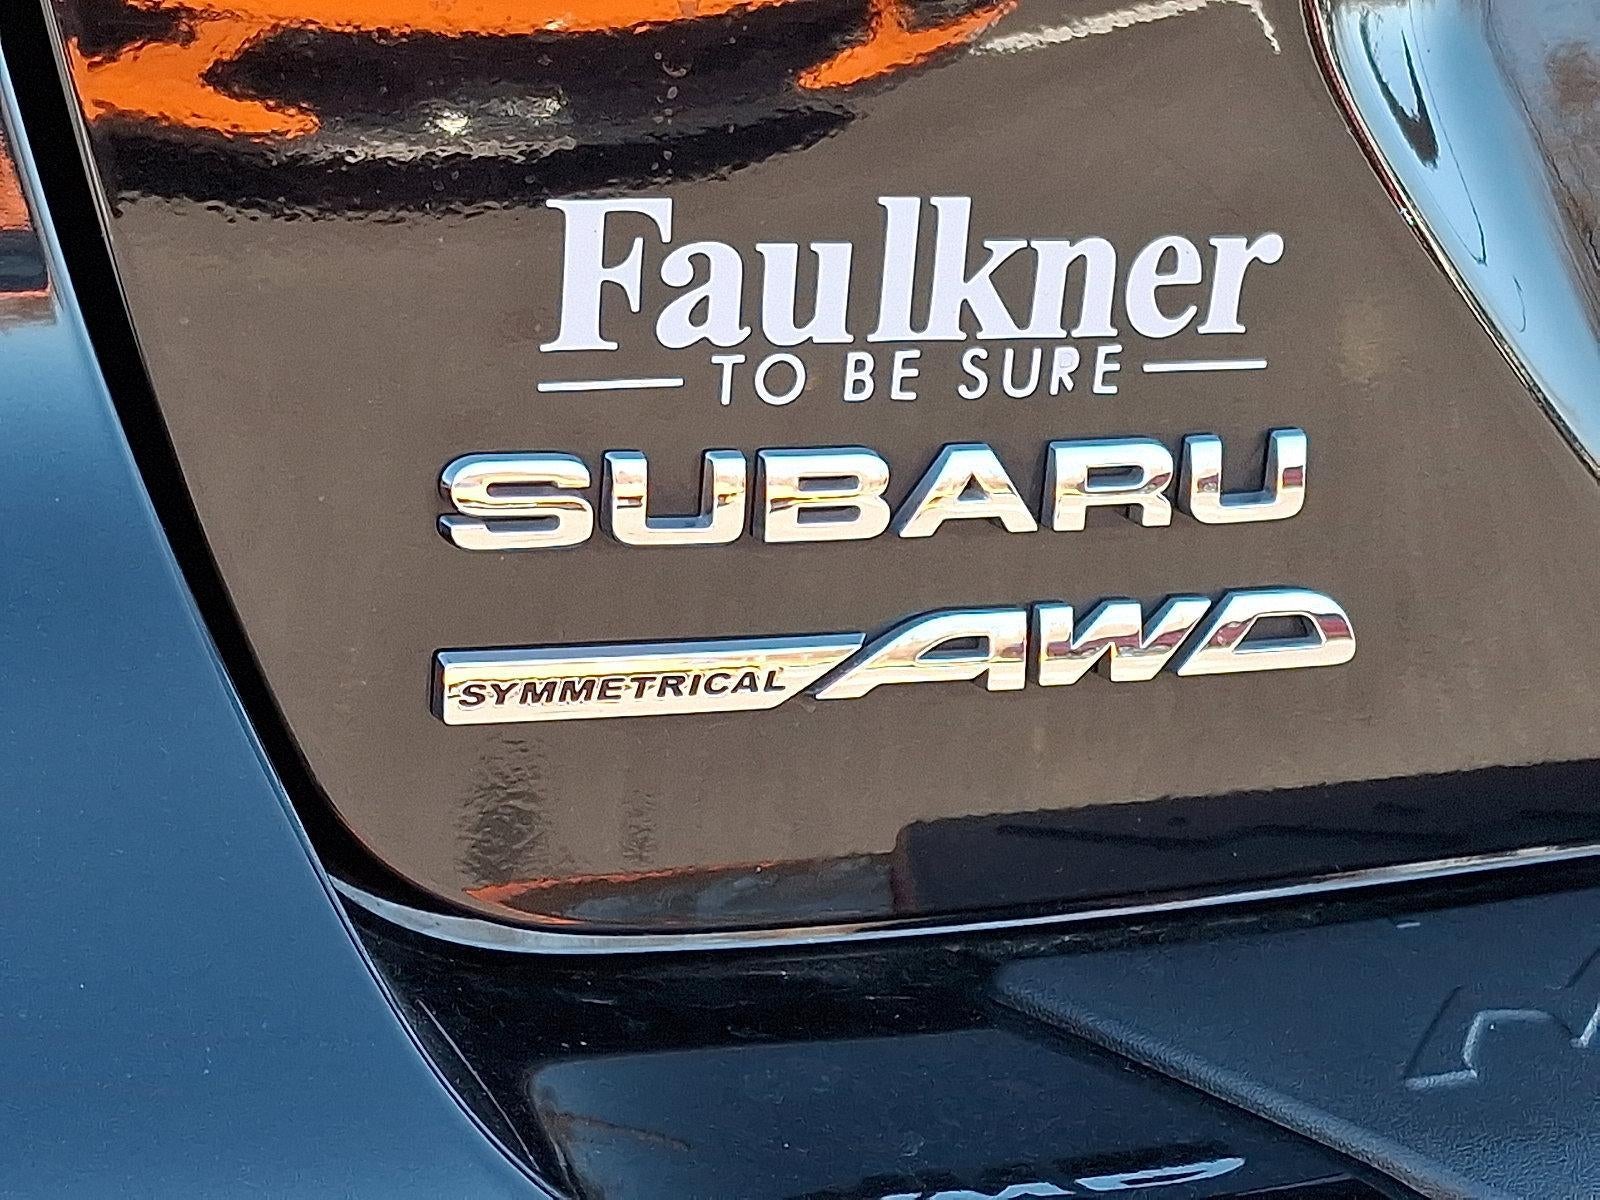 Faulkner
TO BE SURE
SUBARU
SYMMETRICAL AWD